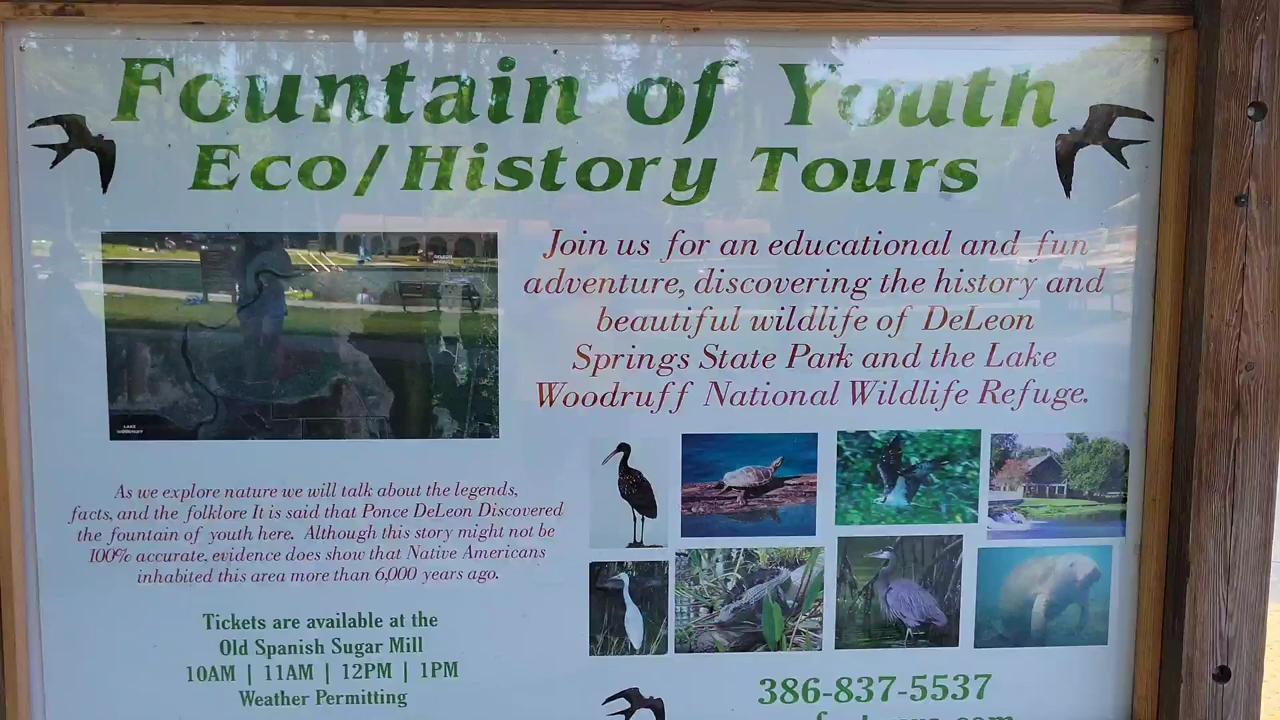 Fountain of Youth
Eco/History Tours
Join us for an educational and fun
adventure, discovering the history and
beautiful wildlife of DeLeon
Springs State Park and the Lake
Woodruff National Wildlife Refuge.
LAKE
WOODRUFF
As we explore nature we will talk about the legends,
facts, and the folklore It is said that Ponce DeLeon Discovered
the fountain of youth here. Although this story might not be
100% accurate, evidence does show that Native Americans
inhabited this area more than 6,000 years ago.
Tickets are available at the
Old Spanish Sugar Mill
10AM | 11AM | 12PM | 1PM
Weather Permitting
386-837-5537